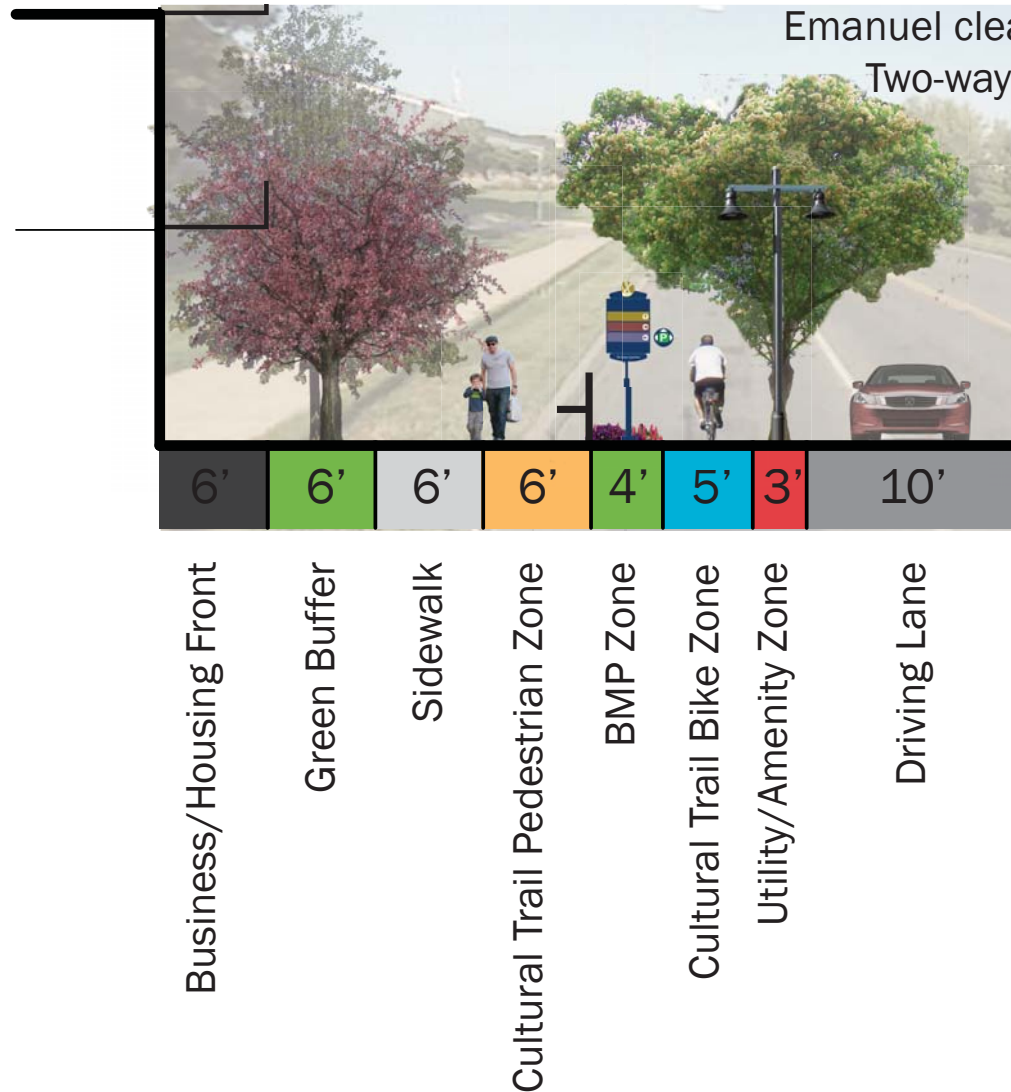 Emanuel clea
Two-way
P
6’ 6’ 6’ 6’ 4’ 5’ 3’ 10’
Business/Housing Front
Green Buffer
Sidewalk
Cultural Trail Pedestrian Zone
BMP Zone
Cultural Trail Bike Zone
Utility/Amenity Zone
Driving Lane